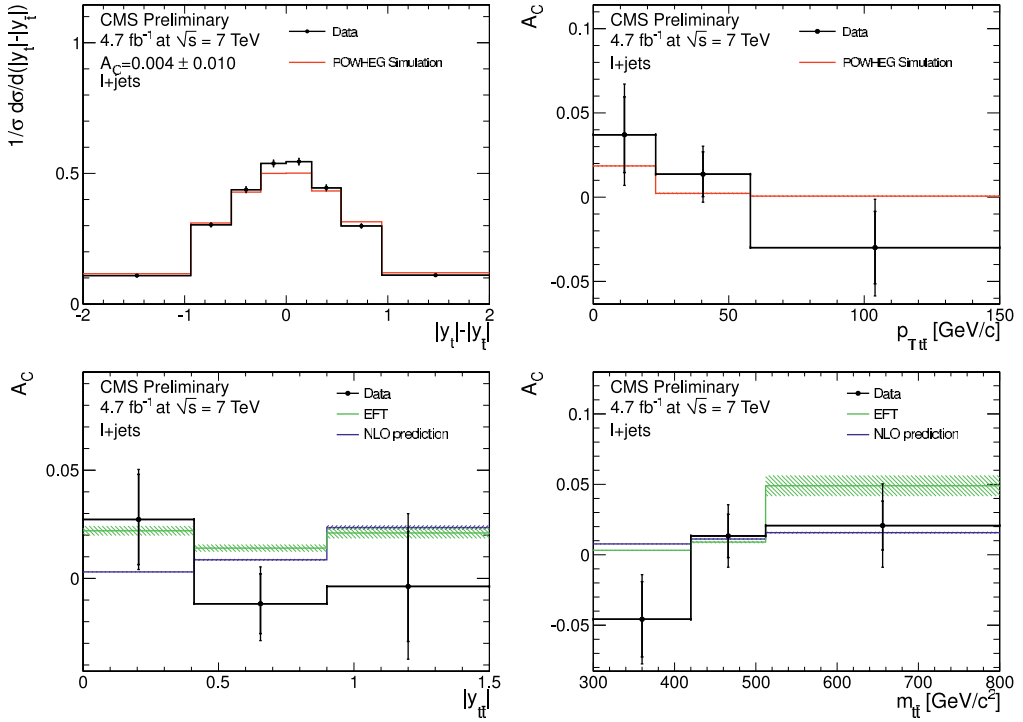 1/σ dσ/d(|y_t|-|y_t̄|)
CMS Preliminary
4.7 fb⁻¹ at √s = 7 TeV
A_C=0.004 ± 0.010
l+jets
Data
POWHEG Simulation
1
0.5
0
-2 -1 0 1 2
|y_t|-|y_t̄|
A_C
CMS Preliminary
4.7 fb⁻¹ at √s = 7 TeV
l+jets
Data
POWHEG Simulation
0.1
0.05
0
-0.05
0 50 100 150
p_T tt̄ [GeV/c]
A_C
CMS Preliminary
4.7 fb⁻¹ at √s = 7 TeV
l+jets
Data
EFT
NLO prediction
0.05
0
0 0.5 1 1.5
|y_tt̄|
A_C
CMS Preliminary
4.7 fb⁻¹ at √s = 7 TeV
l+jets
Data
EFT
NLO prediction
0.1
0.05
0
-0.05
300 400 500 600 700 800
m_tt̄ [GeV/c²]